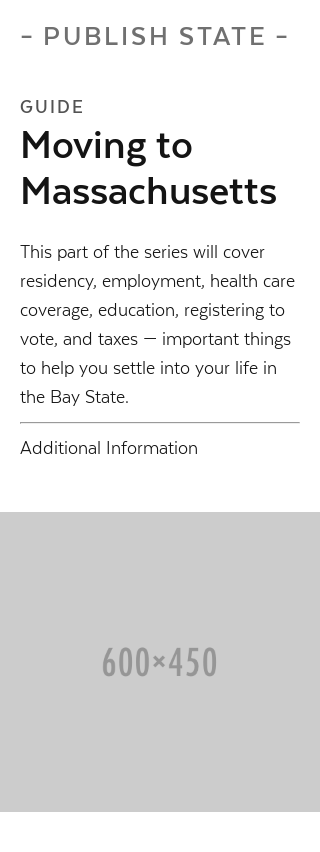 – PUBLISH STATE –
GUIDE
Moving to
Massachusetts
This part of the series will cover
residency, employment, health care
coverage, education, registering to
vote, and taxes — important things
to help you settle into your life in
the Bay State.
Additional Information
600×450